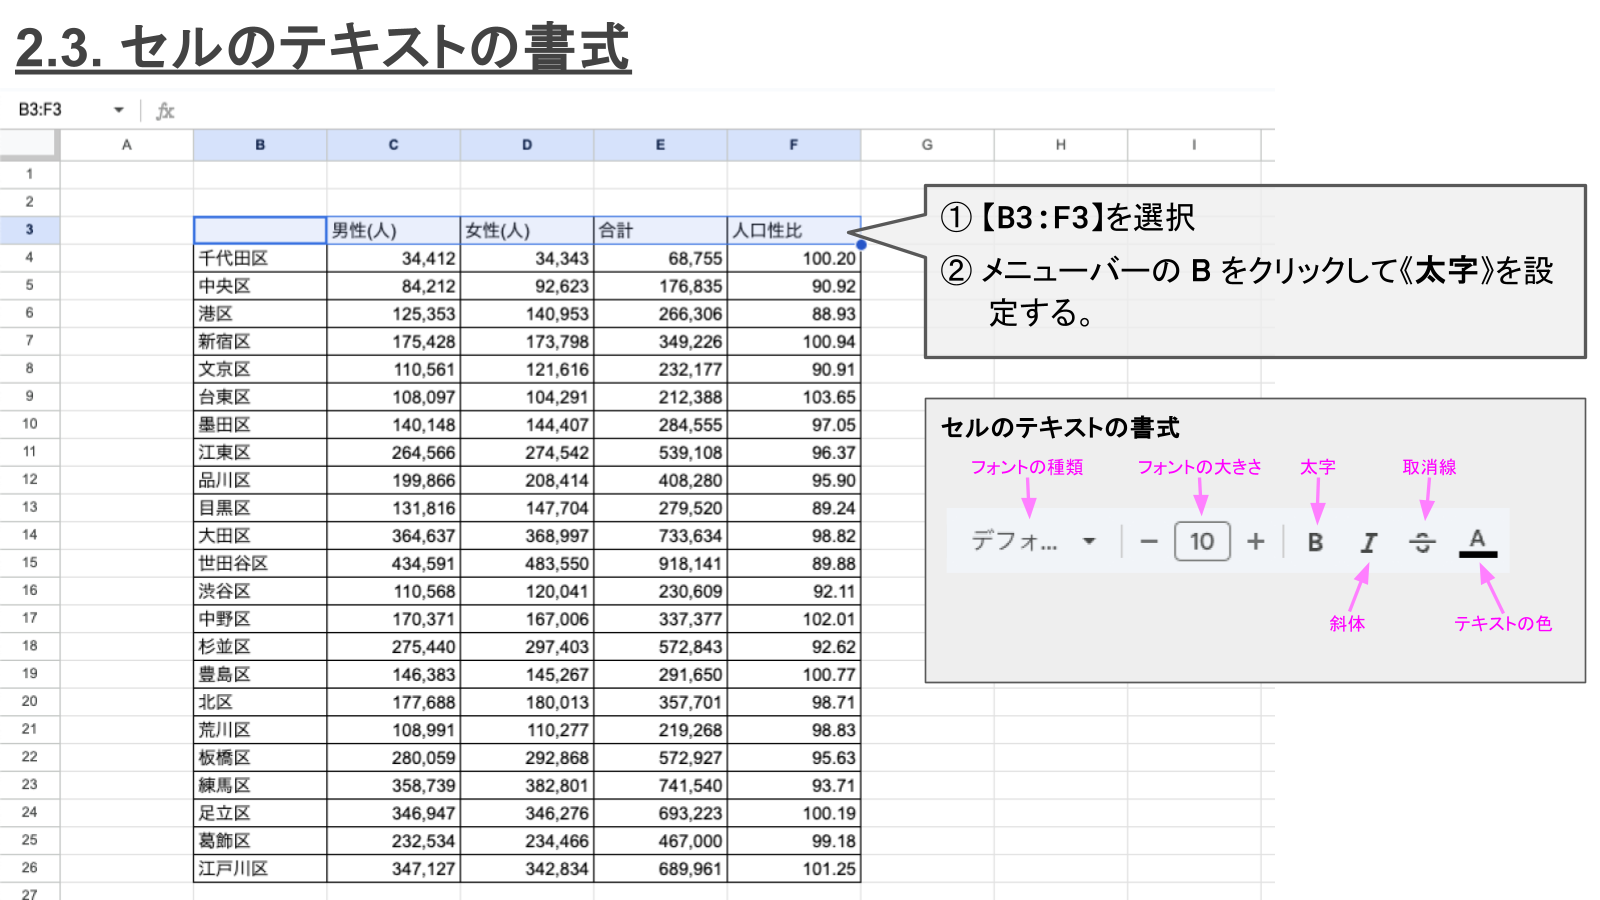 2.3. セルのテキストの書式
B3:F3 fx
A B C D E F G H I
1
2
3 男性(人) 女性(人) 合計 人口性比
4 千代田区 34,412 34,343 68,755 100.20
5 中央区 84,212 92,623 176,835 90.92
6 港区 125,353 140,953 266,306 88.93
7 新宿区 175,428 173,798 349,226 100.94
8 文京区 110,561 121,616 232,177 90.91
9 台東区 108,097 104,291 212,388 103.65
10 墨田区 140,148 144,407 284,555 97.05
11 江東区 264,566 274,542 539,108 96.37
12 品川区 199,866 208,414 408,280 95.90
13 目黒区 131,816 147,704 279,520 89.24
14 大田区 364,637 368,997 733,634 98.82
15 世田谷区 434,591 483,550 918,141 89.88
16 渋谷区 110,568 120,041 230,609 92.11
17 中野区 170,371 167,006 337,377 102.01
18 杉並区 275,440 297,403 572,843 92.62
19 豊島区 146,383 145,267 291,650 100.77
20 北区 177,688 180,013 357,701 98.71
21 荒川区 108,991 110,277 219,268 98.83
22 板橋区 280,059 292,868 572,927 95.63
23 練馬区 358,739 382,801 741,540 93.71
24 足立区 346,947 346,276 693,223 100.19
25 葛飾区 232,534 234,466 467,000 99.18
26 江戸川区 347,127 342,834 689,961 101.25
27
①【B3:F3】を選択
② メニューバーの B をクリックして《太字》を設
定する。
セルのテキストの書式
フォントの種類 フォントの大きさ 太字 取消線
デフォ... − 10 + B I S A
斜体 テキストの色